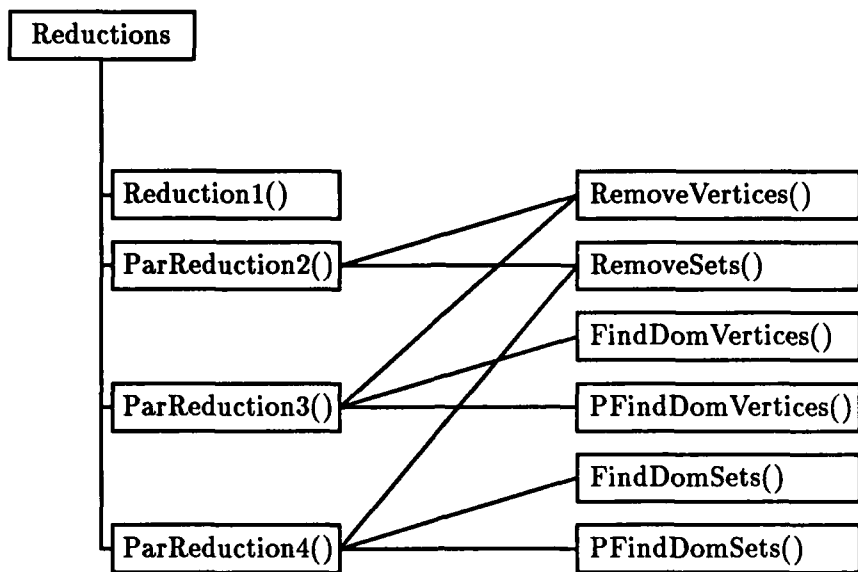 Reductions
Reduction1()
RemoveVertices()
ParReduction2()
RemoveSets()
FindDomVertices()
ParReduction3()
PFindDomVertices()
FindDomSets()
ParReduction4()
PFindDomSets()